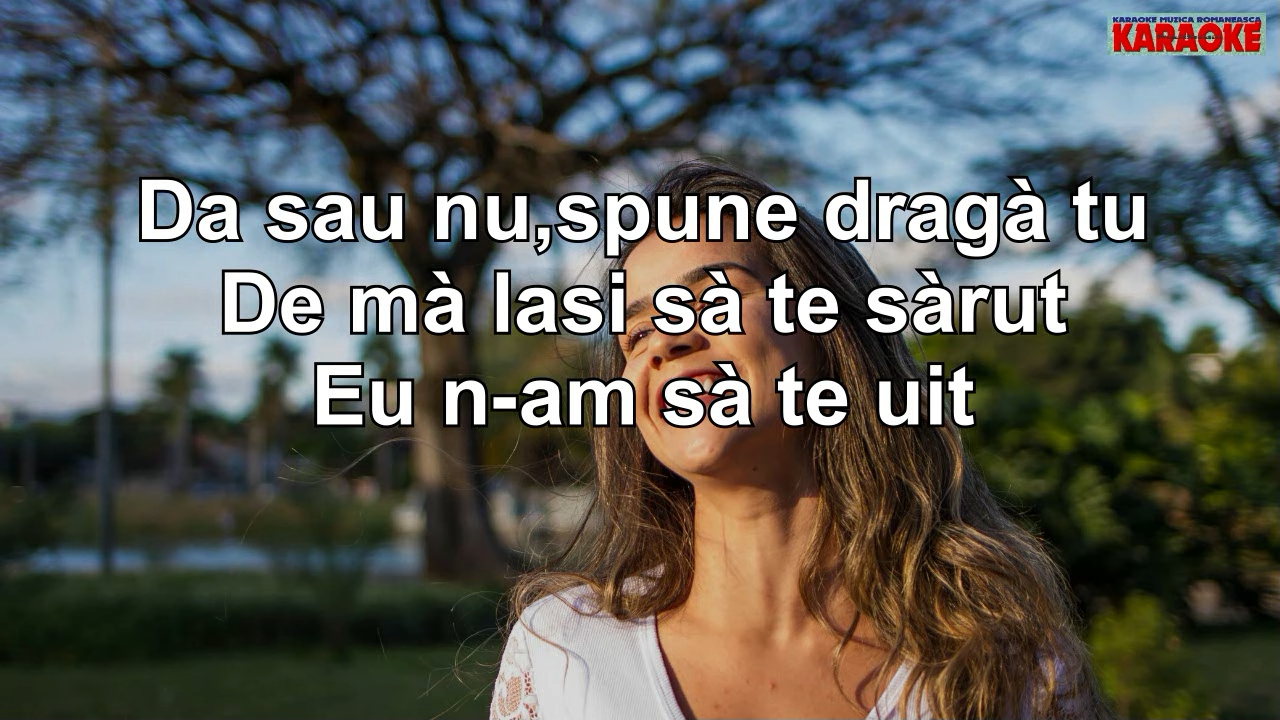 KARAOKE MUZICA ROMANEASCA
KARAOKE
Da sau nu,spune dragà tu
De mà lasi sà te sàrut
Eu n-am sà te uit